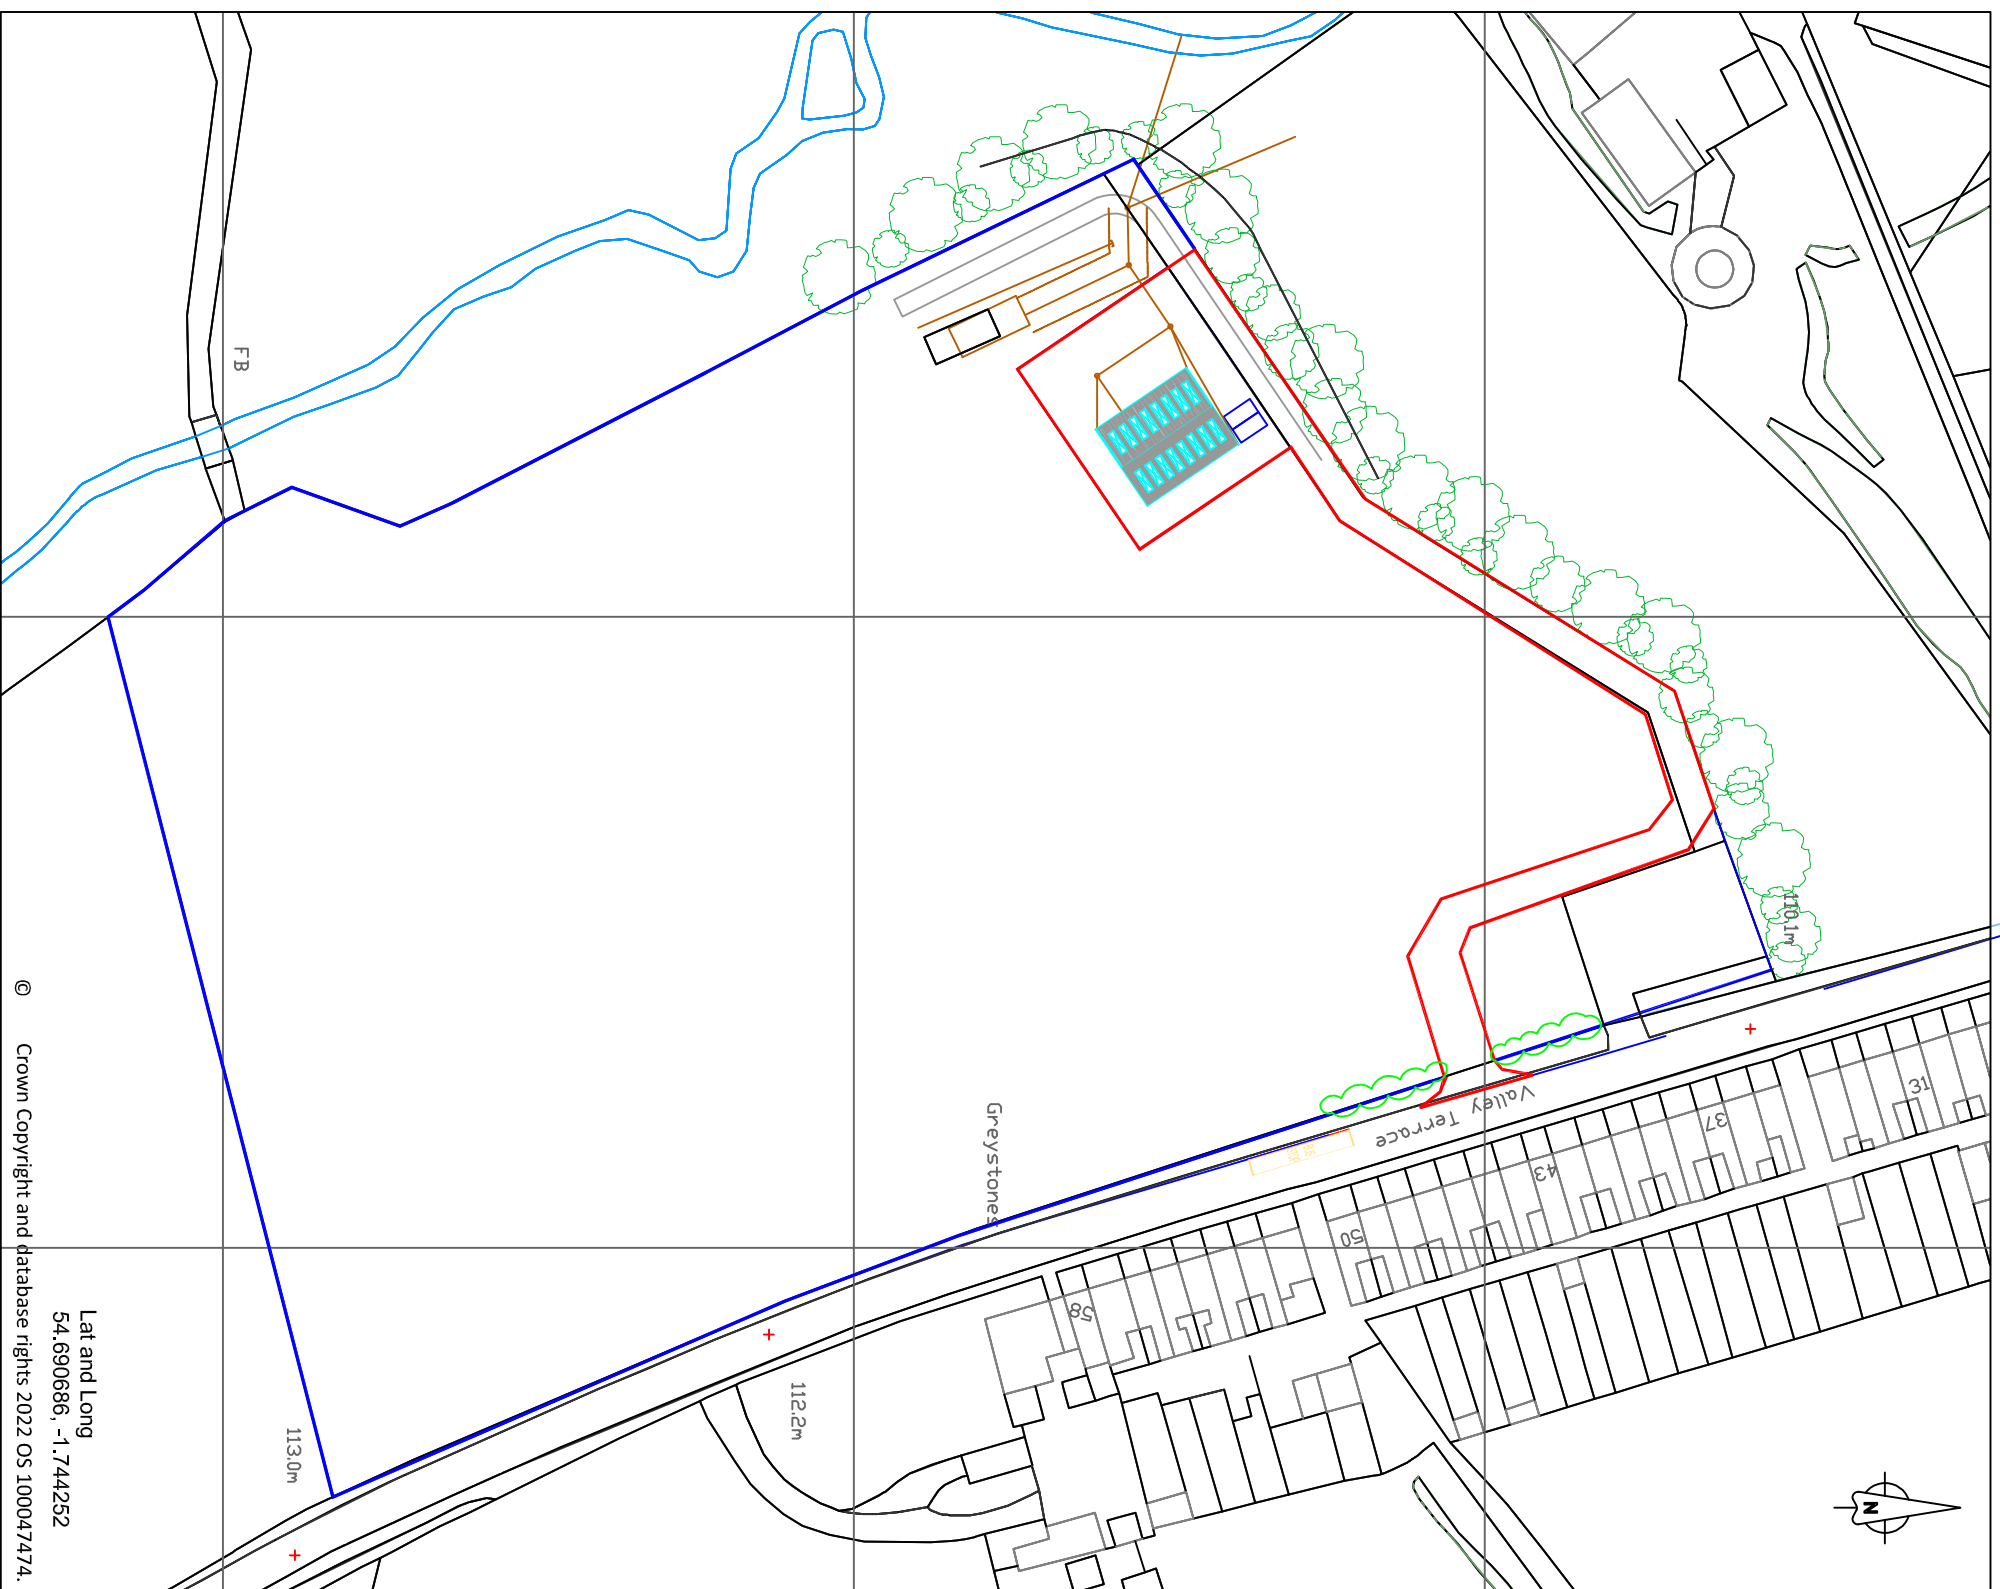 FB
110.1m
31
37
43
50
58
Valley Terrace
Greystones
112.2m
113.0m
Lat and Long
54.690686, -1.744252
© Crown Copyright and database rights 2022 OS 100047474.
N